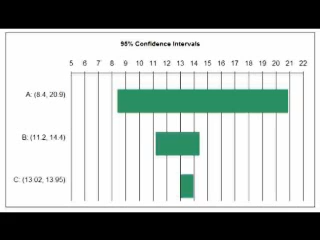 95% Confidence Intervals
5 6 7 8 9 10 11 12 13 14 15 16 17 18 19 20 21 22
A: (8.4, 20.9)
B: (11.2, 14.4)
C: (13.02, 13.95)